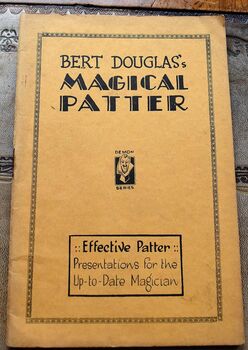 BERT DOUGLAS's
MAGICAL
PATTER
DEMON
SERIES
:: Effective Patter ::
Presentations for the
Up-to-Date Magician